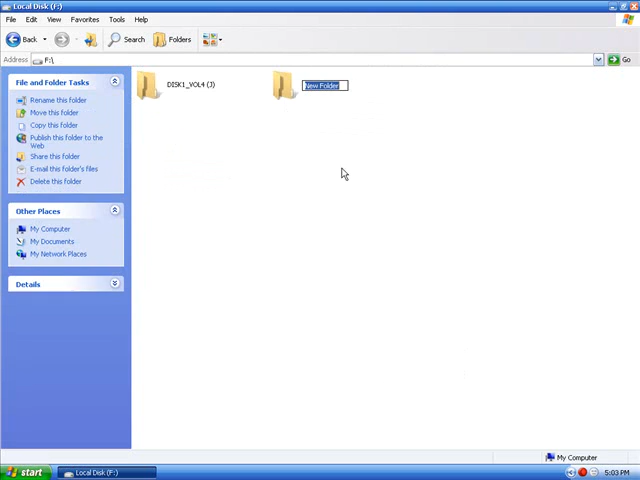 Local Disk (F:)
File Edit View Favorites Tools Help
Back Search Folders
Address F:\ Go
File and Folder Tasks
Rename this folder
Move this folder
Copy this folder
Publish this folder to the
Web
Share this folder
E-mail this folder's files
Delete this folder
Other Places
My Computer
My Documents
My Network Places
Details
DISK1_VOL4 (J)
New Folder
My Computer
start Local Disk (F:) 5:03 PM